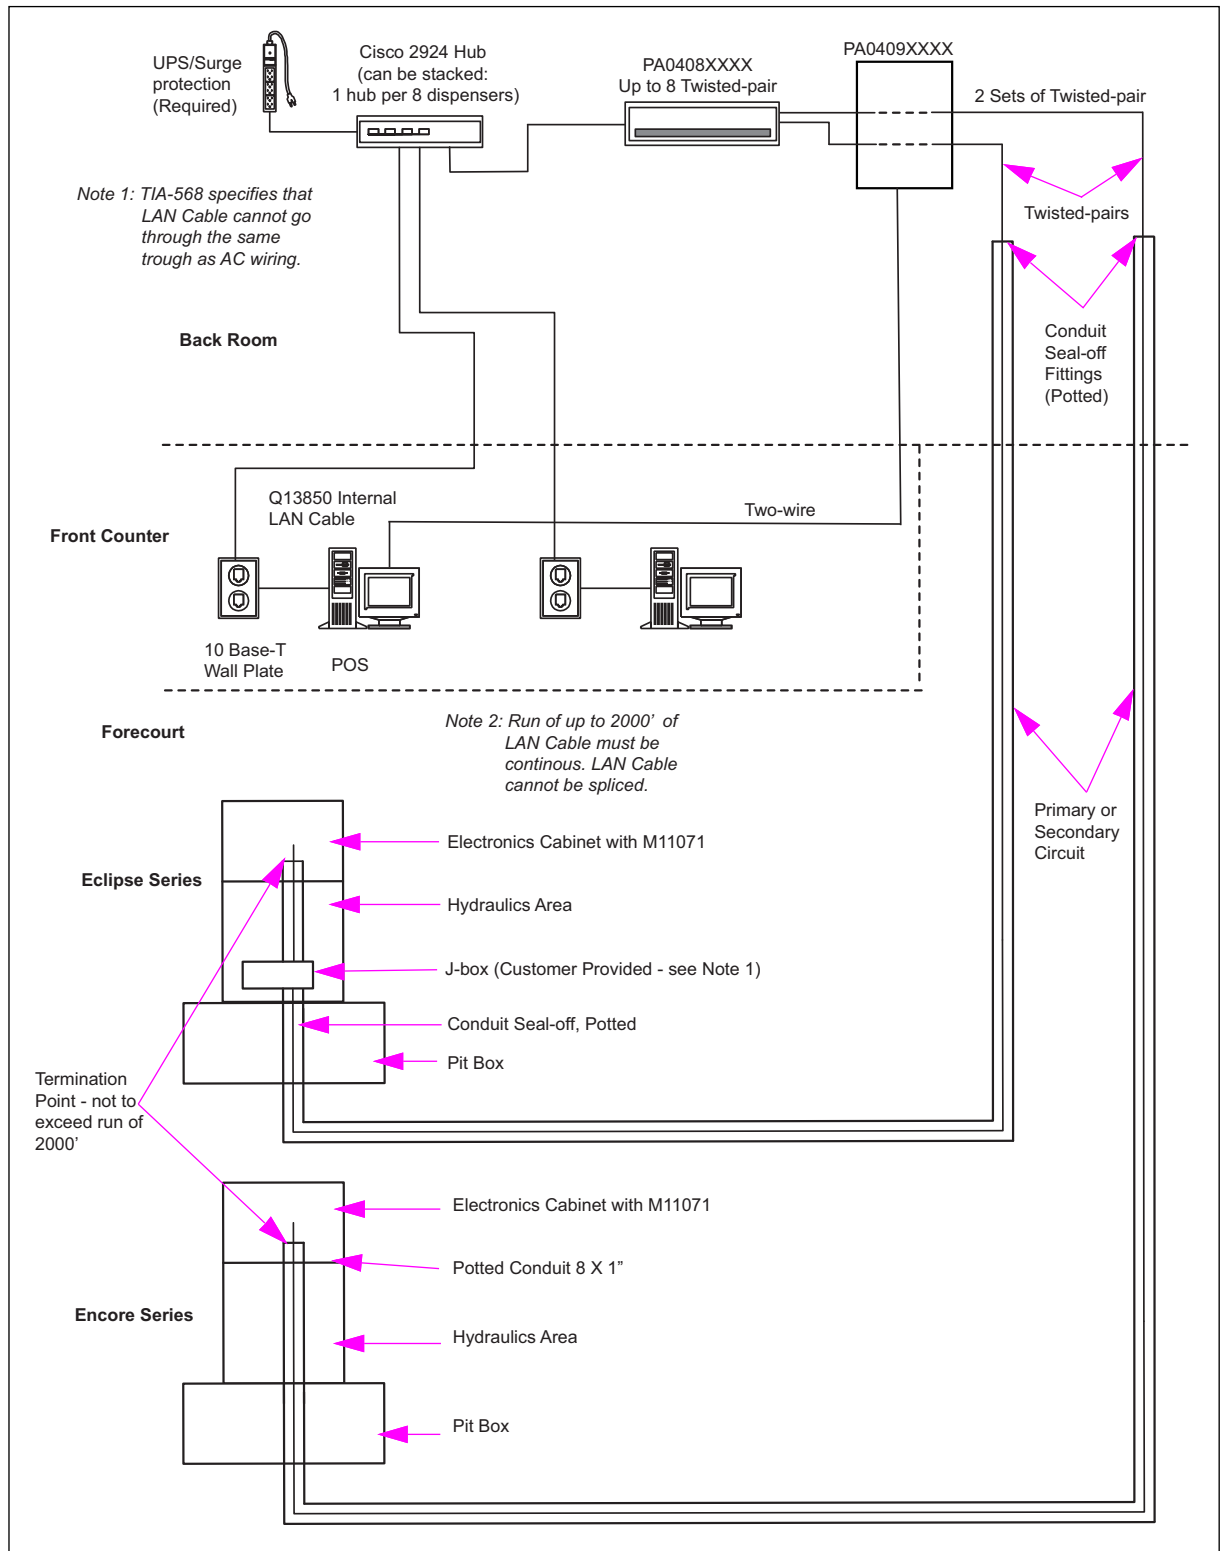 UPS/Surge
protection
(Required)
Cisco 2924 Hub
(can be stacked:
1 hub per 8 dispensers)
PA0408XXXX
Up to 8 Twisted-pair
PA0409XXXX
2 Sets of Twisted-pair
Note 1: TIA-568 specifies that
LAN Cable cannot go
through the same
trough as AC wiring.
Twisted-pairs
Back Room
Conduit
Seal-off
Fittings
(Potted)
Q13850 Internal
LAN Cable
Two-wire
Front Counter
10 Base-T
Wall Plate
POS
Forecourt
Note 2: Run of up to 2000' of
LAN Cable must be
continous. LAN Cable
cannot be spliced.
Primary or
Secondary
Circuit
Electronics Cabinet with M11071
Eclipse Series
Hydraulics Area
J-box (Customer Provided - see Note 1)
Conduit Seal-off, Potted
Pit Box
Termination
Point - not to
exceed run of
2000'
Electronics Cabinet with M11071
Potted Conduit 8 X 1"
Encore Series
Hydraulics Area
Pit Box